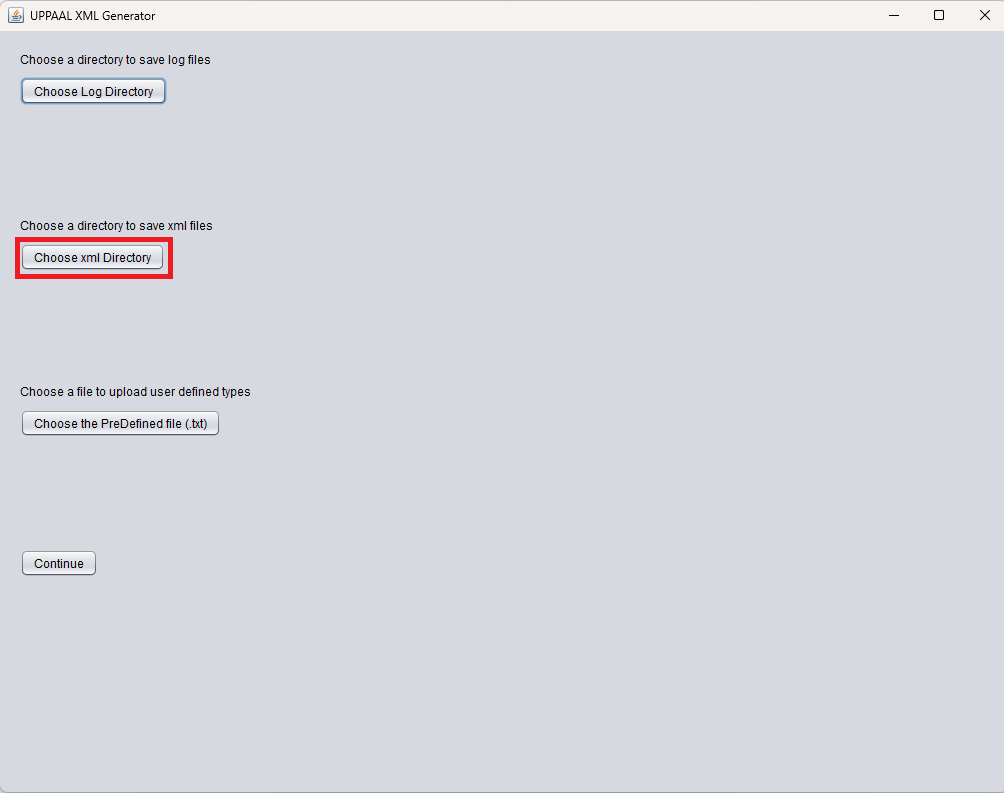 UPPAAL XML Generator
Choose a directory to save log files
Choose Log Directory
Choose a directory to save xml files
Choose xml Directory
Choose a file to upload user defined types
Choose the PreDefined file (.txt)
Continue